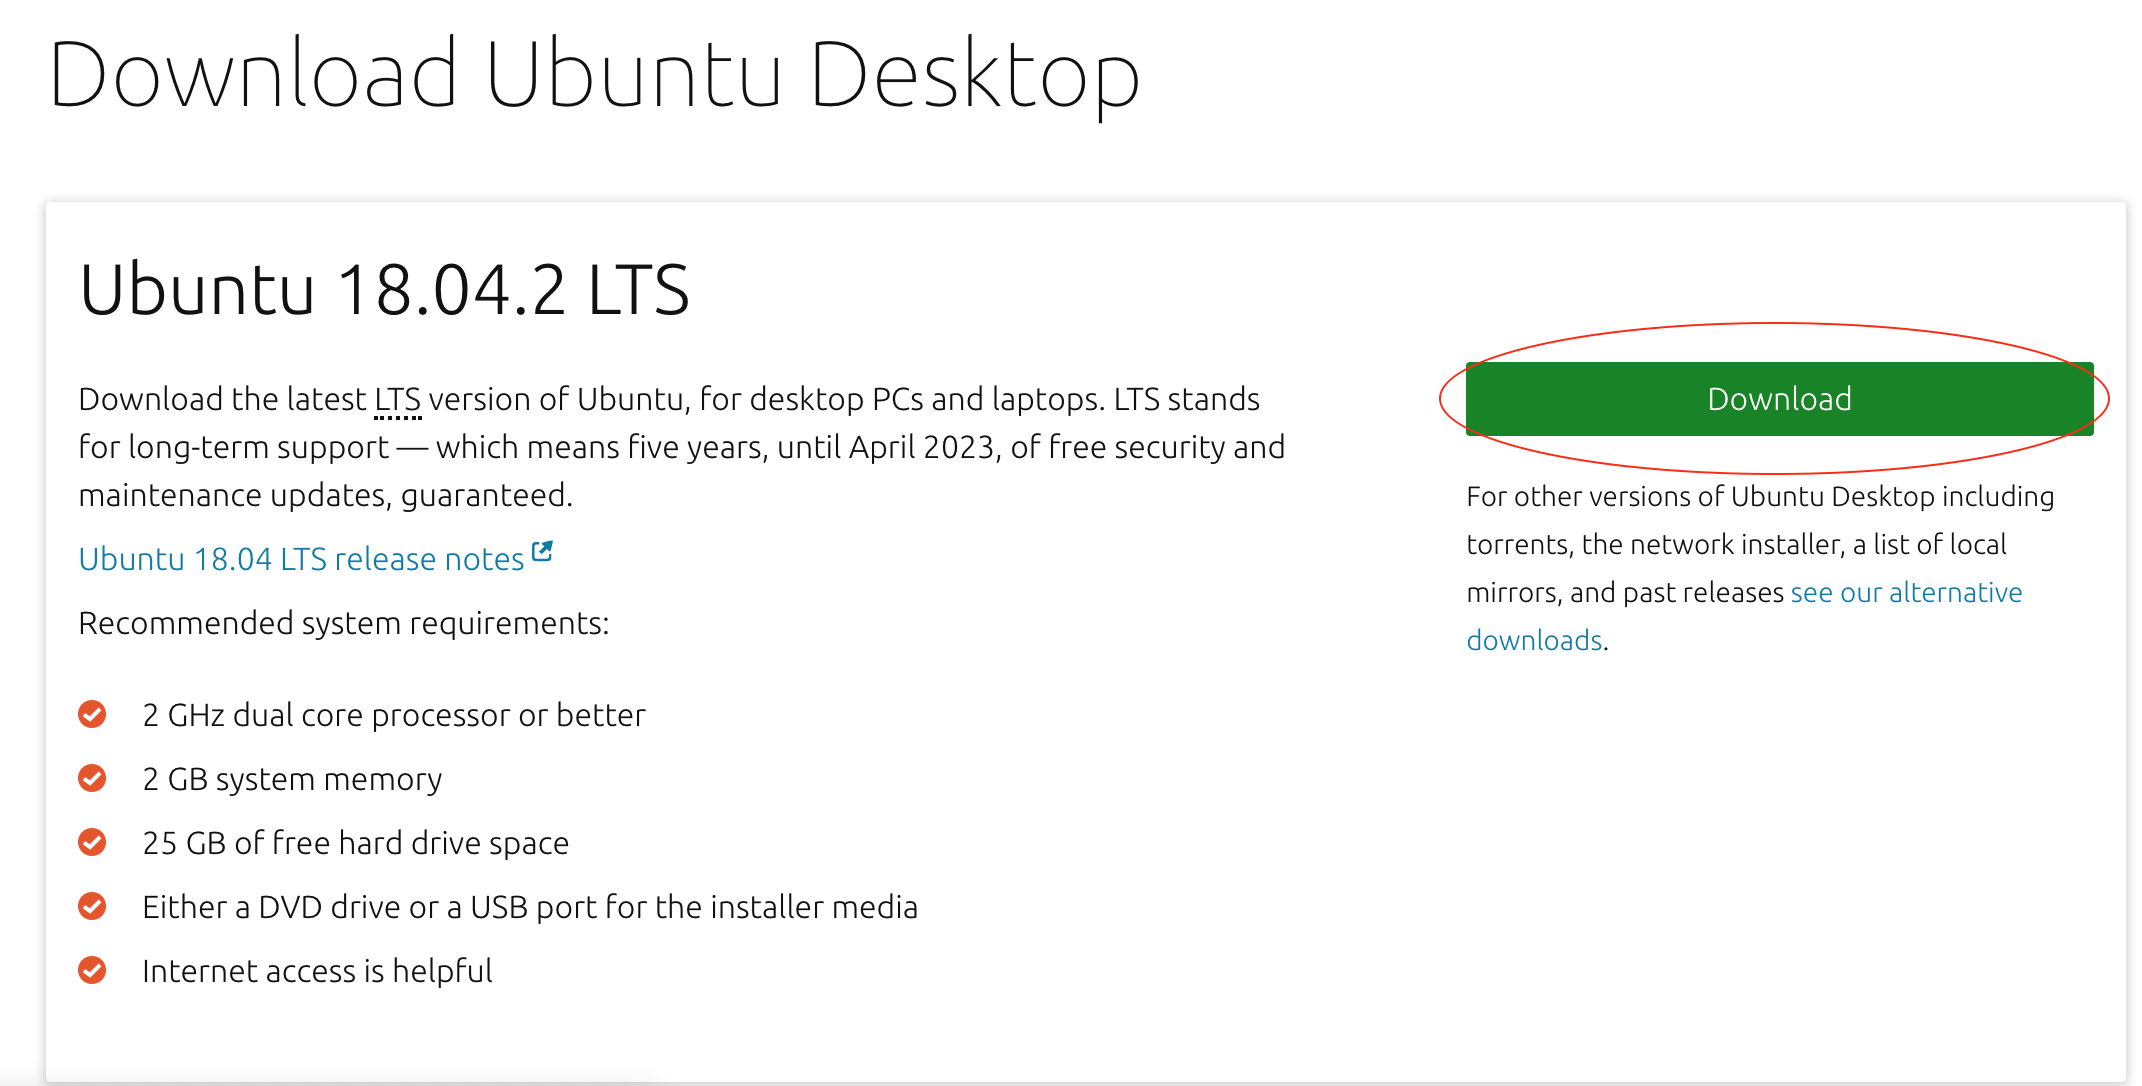 Download Ubuntu Desktop
Ubuntu 18.04.2 LTS
Download the latest LTS version of Ubuntu, for desktop PCs and laptops. LTS stands
for long-term support — which means five years, until April 2023, of free security and
maintenance updates, guaranteed.
Ubuntu 18.04 LTS release notes
Recommended system requirements:
2 GHz dual core processor or better
2 GB system memory
25 GB of free hard drive space
Either a DVD drive or a USB port for the installer media
Internet access is helpful
Download
For other versions of Ubuntu Desktop including
torrents, the network installer, a list of local
mirrors, and past releases see our alternative
downloads.